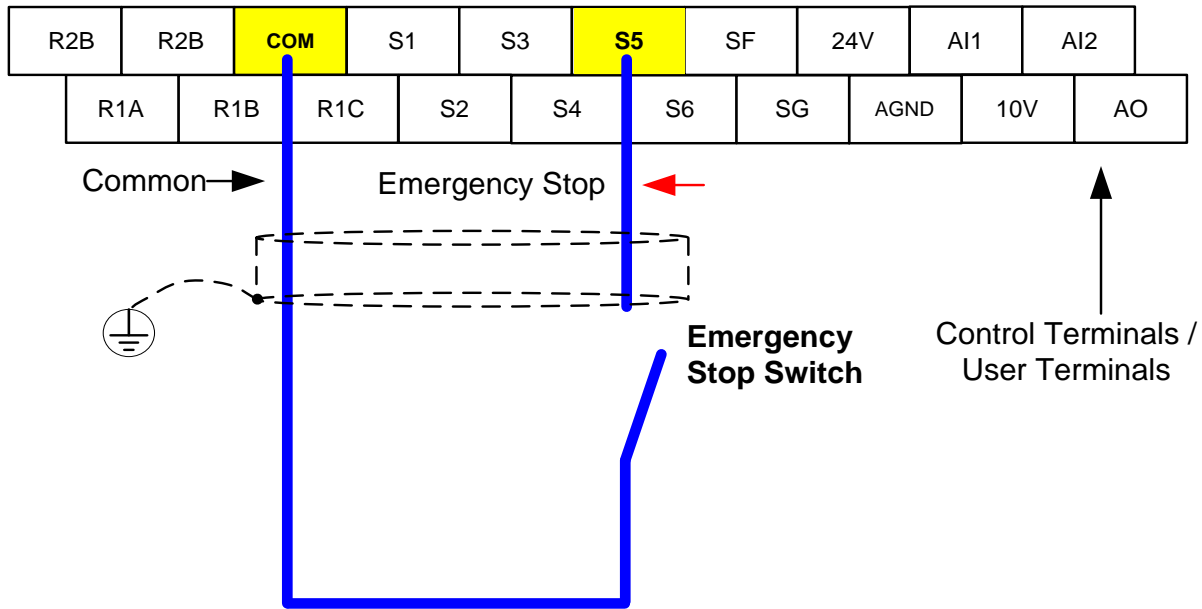 R2B R2B COM S1 S3 S5 SF 24V AI1 AI2
R1A R1B R1C S2 S4 S6 SG AGND 10V AO
Common Emergency Stop
Emergency
Stop Switch
Control Terminals /
User Terminals